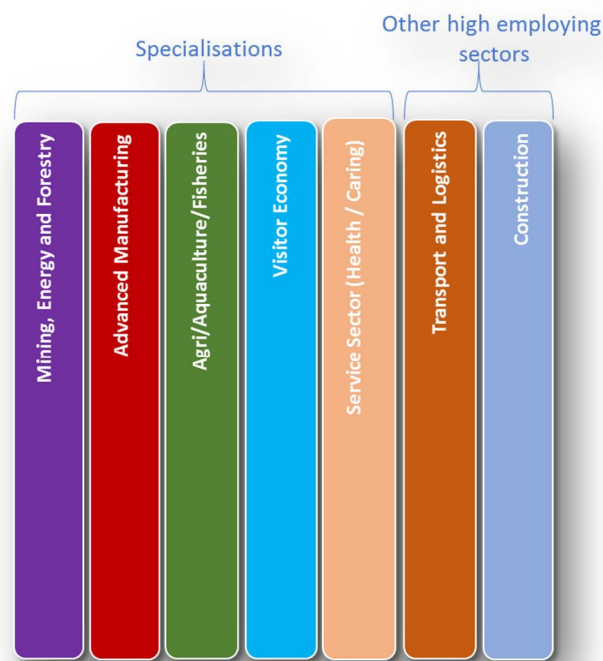 Specialisations
Other high employing
sectors
Mining, Energy and Forestry
Advanced Manufacturing
Agri/Aquaculture/Fisheries
Visitor Economy
Service Sector (Health / Caring)
Transport and Logistics
Construction